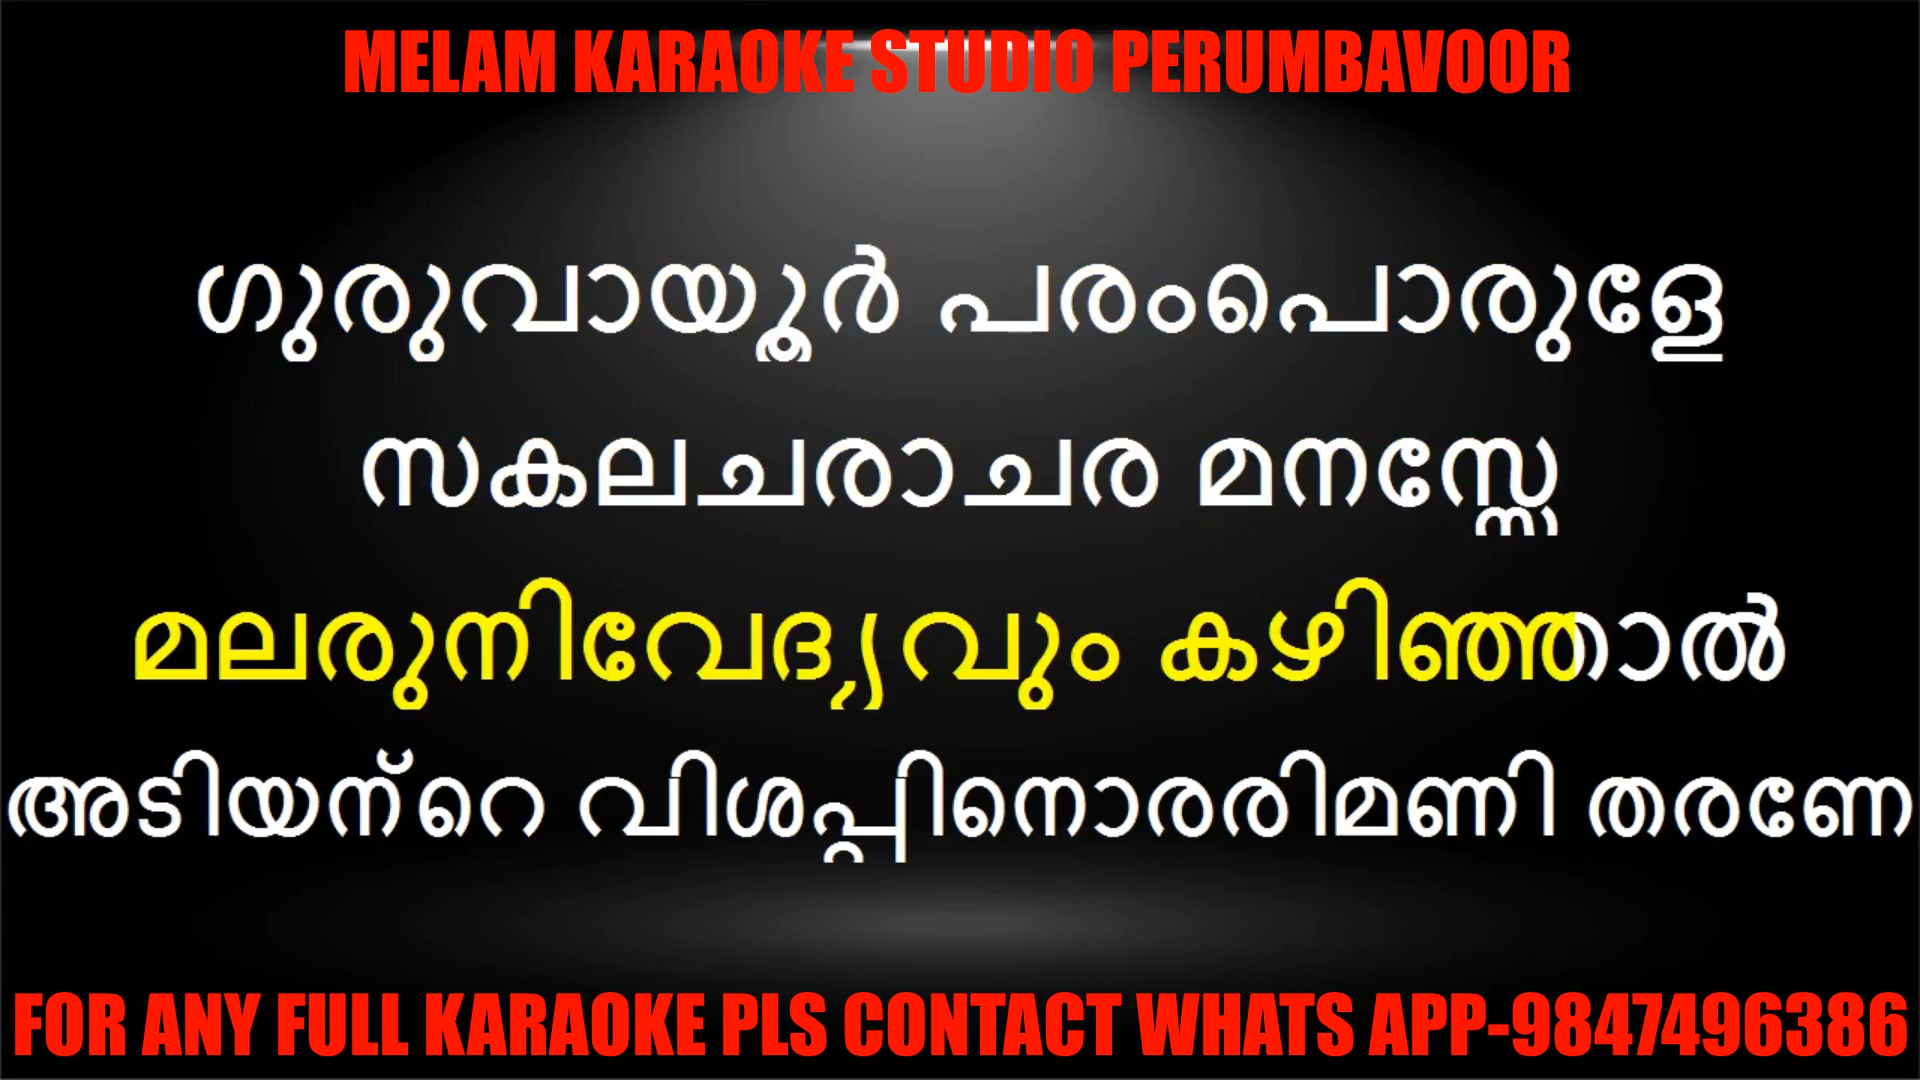 MELAM KARAOKE STUDIO PERUMBAVOOR
ഗുരുവായൂർ പരംപൊരുളേ
സകലചരാചര മനസ്സേ
മലരുനിവേദ്യവും കഴിഞ്ഞാൽ
അടിയന്റെ വിശപ്പിനൊരരിമണി തരണേ
FOR ANY FULL KARAOKE PLS CONTACT WHATS APP-9847496386